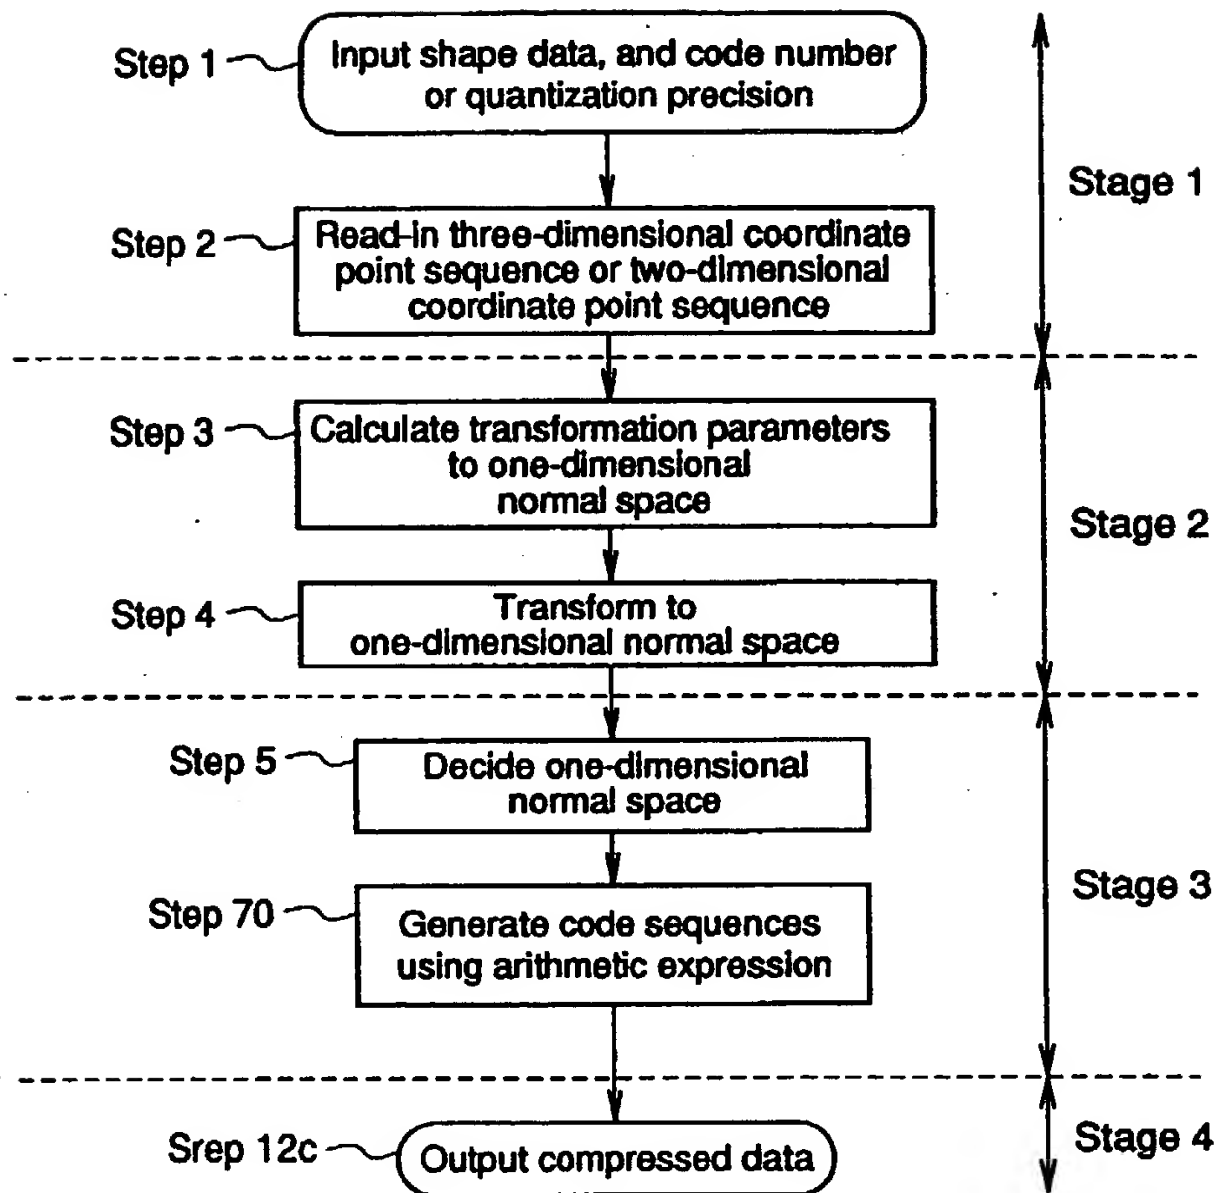 Step 1
Input shape data, and code number
or quantization precision
Stage 1
Step 2
Read-in three-dimensional coordinate
point sequence or two-dimensional
coordinate point sequence
Step 3
Calculate transformation parameters
to one-dimensional
normal space
Stage 2
Step 4
Transform to
one-dimensional normal space
Step 5
Decide one-dimensional
normal space
Stage 3
Step 70
Generate code sequences
using arithmetic expression
Srep 12c
Output compressed data
Stage 4